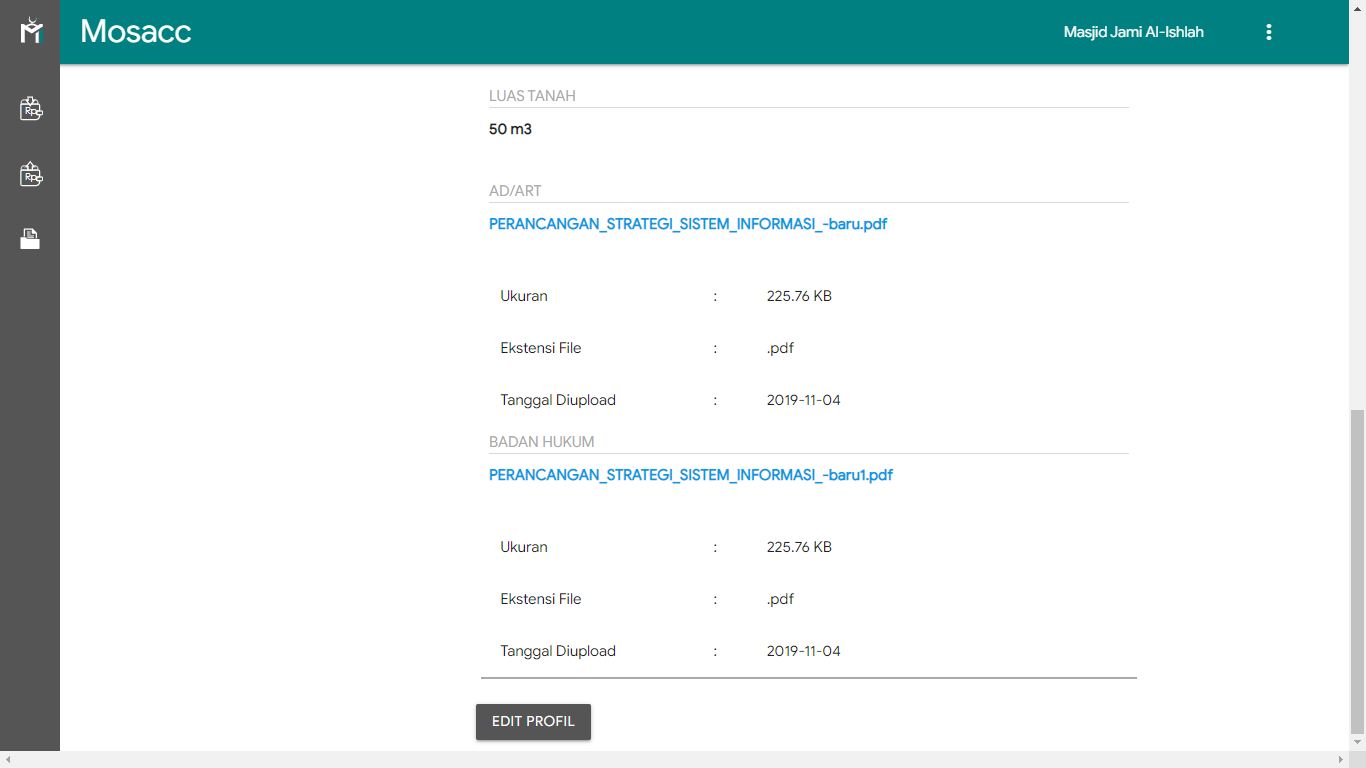 Mosacc
Masjid Jami Al-Ishlah
LUAS TANAH
50 m3
AD/ART
PERANCANGAN_STRATEGI_SISTEM_INFORMASI_-baru.pdf
Ukuran : 225.76 KB
Ekstensi File : .pdf
Tanggal Diupload : 2019-11-04
BADAN HUKUM
PERANCANGAN_STRATEGI_SISTEM_INFORMASI_-baru1.pdf
Ukuran : 225.76 KB
Ekstensi File : .pdf
Tanggal Diupload : 2019-11-04
EDIT PROFIL
Rp
Rp